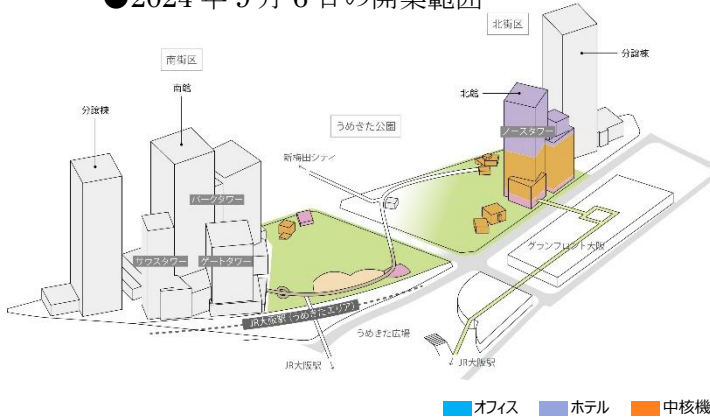 ●2024 年 9 月 6 日の開業範囲
北街区
南街区
分譲棟
南館
北館
分譲棟
うめきた公園
ノースタワー
新梅田シティ
パークタワー
サウスタワー
ゲートタワー
グランフロント大阪
JR大阪駅(うめきたエリア)
うめきた広場
JR大阪駅
JR大阪駅
オフィス ホテル 中核機